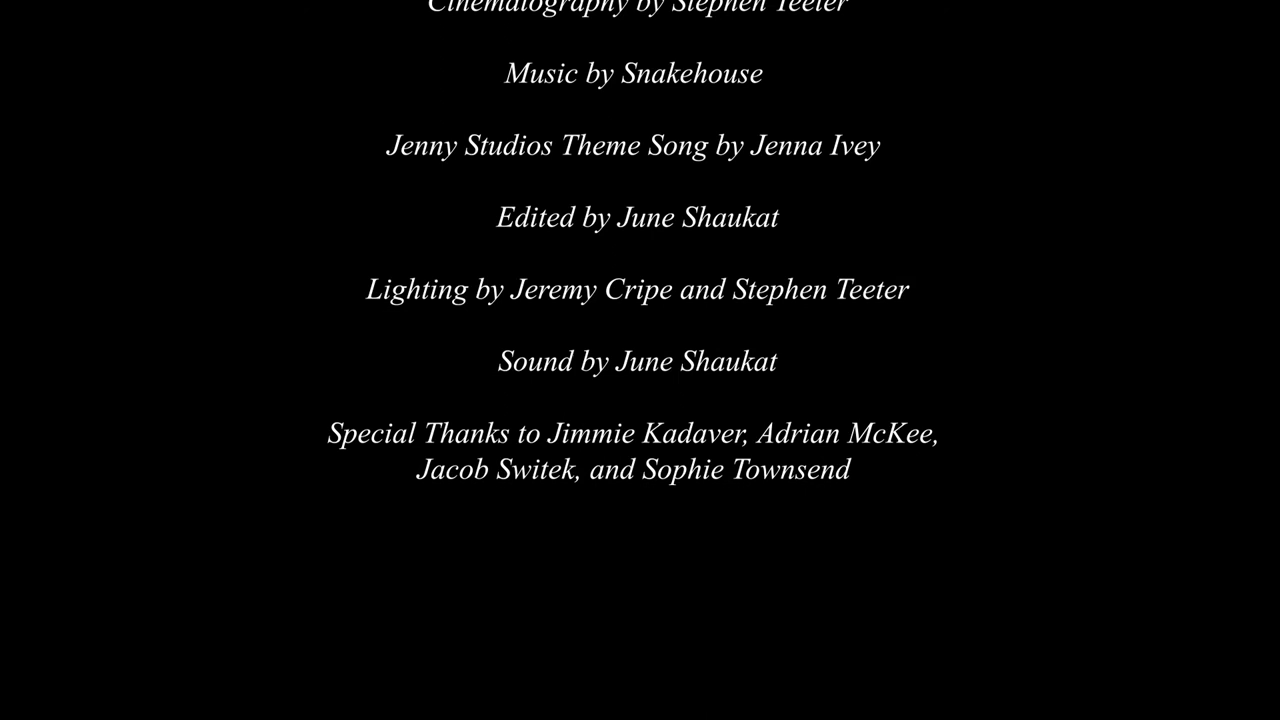 Cinematography by Stephen Teeter
Music by Snakehouse
Jenny Studios Theme Song by Jenna Ivey
Edited by June Shaukat
Lighting by Jeremy Cripe and Stephen Teeter
Sound by June Shaukat
Special Thanks to Jimmie Kadaver, Adrian McKee,
Jacob Switek, and Sophie Townsend